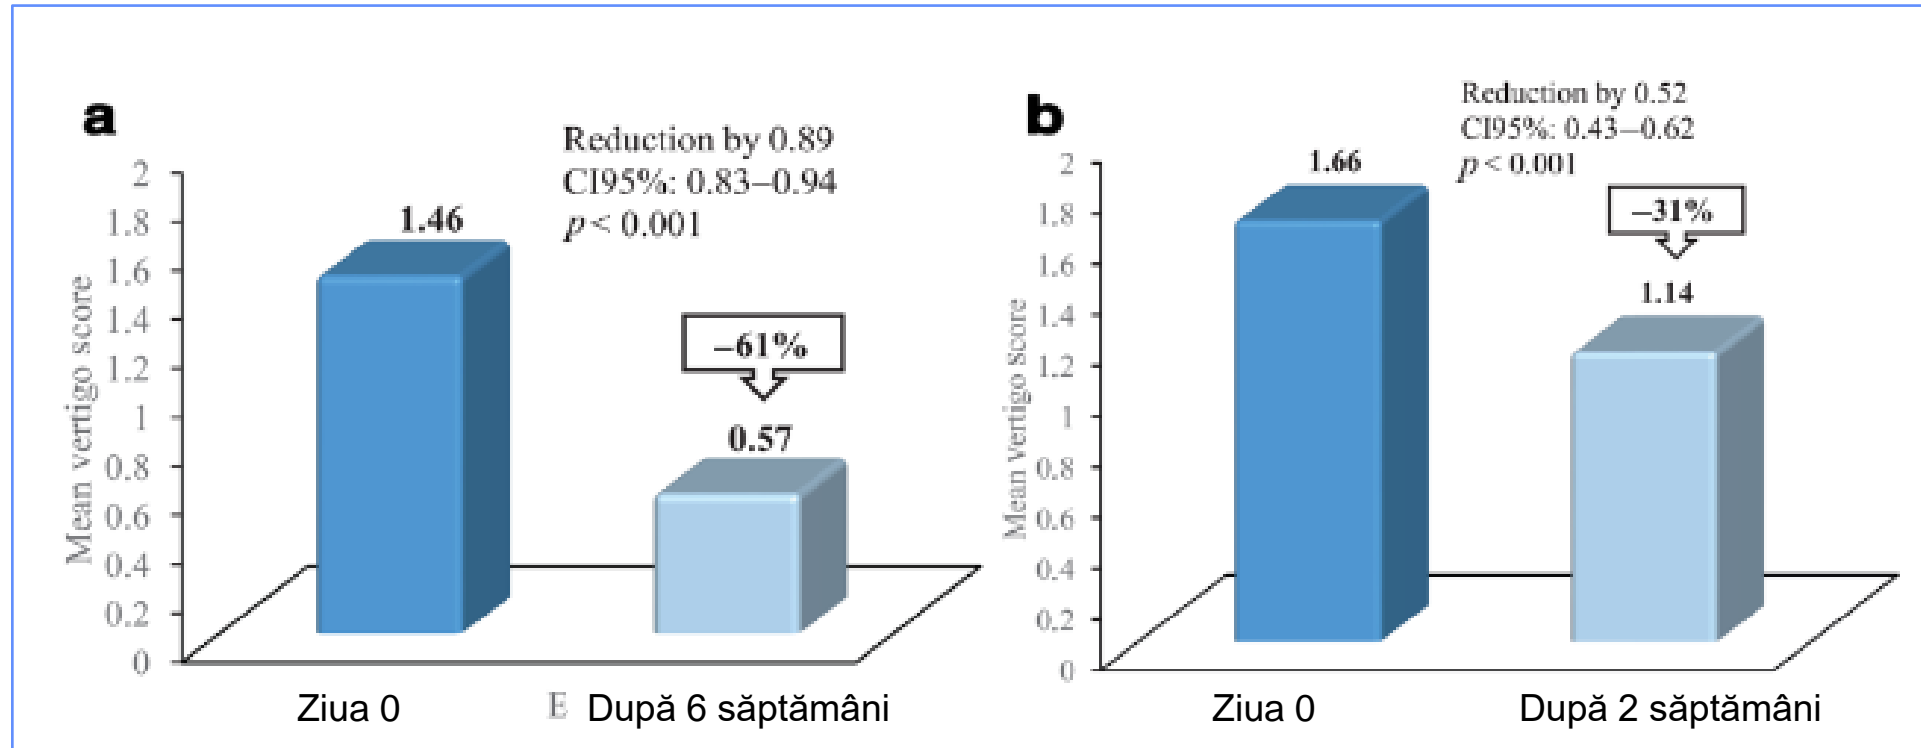 a
Reduction by 0.89
CI95%: 0.83–0.94
p < 0.001
Mean vertigo score
2
1.8
1.6
1.4
1.2
1
0.8
0.6
0.4
0.2
0
1.46
–61%
0.57
Ziua 0
E După 6 săptămâni
b
Reduction by 0.52
CI95%: 0.43–0.62
p < 0.001
Mean vertigo score
2
1.8
1.6
1.4
1.2
1
0.8
0.6
0.4
0.2
0
1.66
–31%
1.14
Ziua 0
După 2 săptămâni